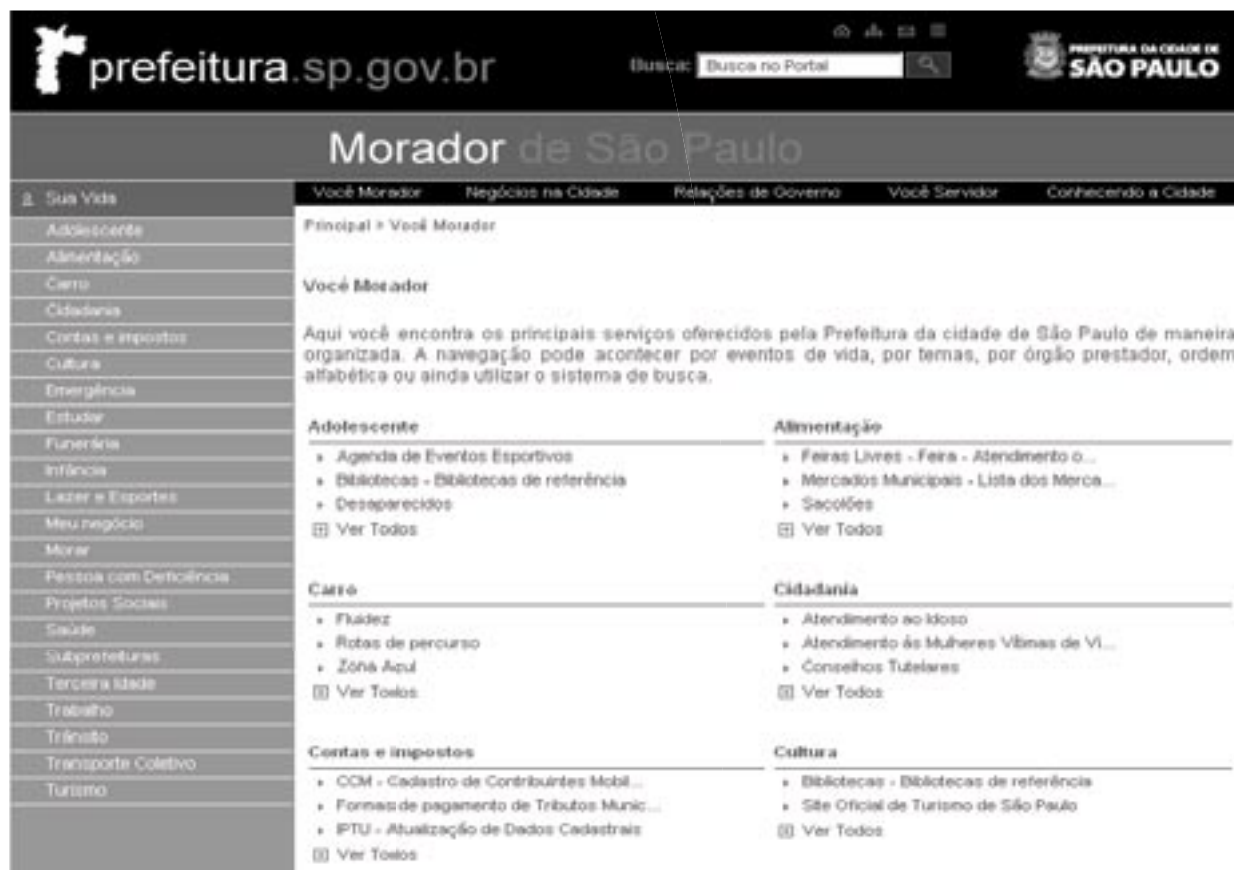 prefeitura.sp.gov.br
Busca: Busca no Portal
PREFEITURA DA CIDADE DE
SÃO PAULO
Morador de São Paulo
Você Morador Negócios na Cidade Relações de Governo Você Servidor Conhecendo a Cidade
Sua Vida
Adolescente
Alimentação
Carro
Cidadania
Contas e impostos
Cultura
Emergência
Estudar
Funerária
Infância
Lazer e Esportes
Meu negócio
Morar
Pessoa com Deficiência
Projetos Sociais
Saúde
Subprefeituras
Terceira Idade
Trabalho
Trânsito
Transporte Coletivo
Turismo
Principal > Você Morador
Você Morador
Aqui você encontra os principais serviços oferecidos pela Prefeitura da cidade de São Paulo de maneira
organizada. A navegação pode acontecer por eventos de vida, por temas, por órgão prestador, ordem
alfabética ou ainda utilizar o sistema de busca.
Adolescente
Agenda de Eventos Esportivos
Bibliotecas - Bibliotecas de referência
Desaparecidos
Ver Todos
Alimentação
Feiras Livres - Feira - Atendimento o...
Mercados Municipais - Lista dos Merca...
Sacolões
Ver Todos
Carro
Fluidez
Rotas de percurso
Zona Azul
Ver Todos
Cidadania
Atendimento ao Idoso
Atendimento às Mulheres Vítimas de Vi...
Conselhos Tutelares
Ver Todos
Contas e impostos
CCM - Cadastro de Contribuintes Mobil...
Formas de pagamento de Tributos Munic...
IPTU - Atualização de Dados Cadastrais
Ver Todos
Cultura
Bibliotecas - Bibliotecas de referência
Site Oficial de Turismo de São Paulo
Ver Todos